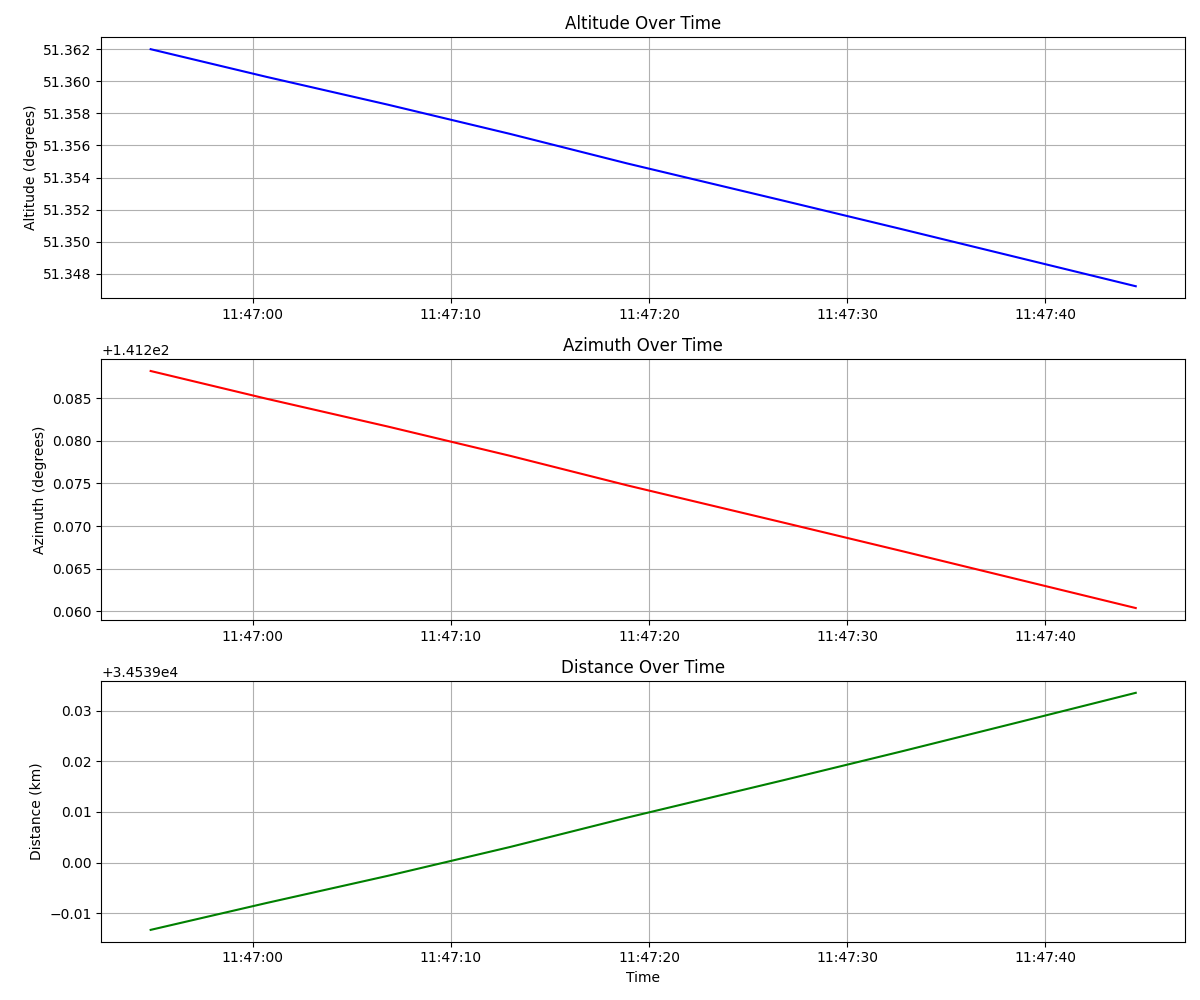 Altitude Over Time
Altitude (degrees)
51.362
51.360
51.358
51.356
51.354
51.352
51.350
51.348
11:47:00 11:47:10 11:47:20 11:47:30 11:47:40
Azimuth Over Time
+1.412e2
Azimuth (degrees)
0.085
0.080
0.075
0.070
0.065
0.060
11:47:00 11:47:10 11:47:20 11:47:30 11:47:40
Distance Over Time
+3.4539e4
Distance (km)
0.03
0.02
0.01
0.00
−0.01
11:47:00 11:47:10 11:47:20 11:47:30 11:47:40
Time